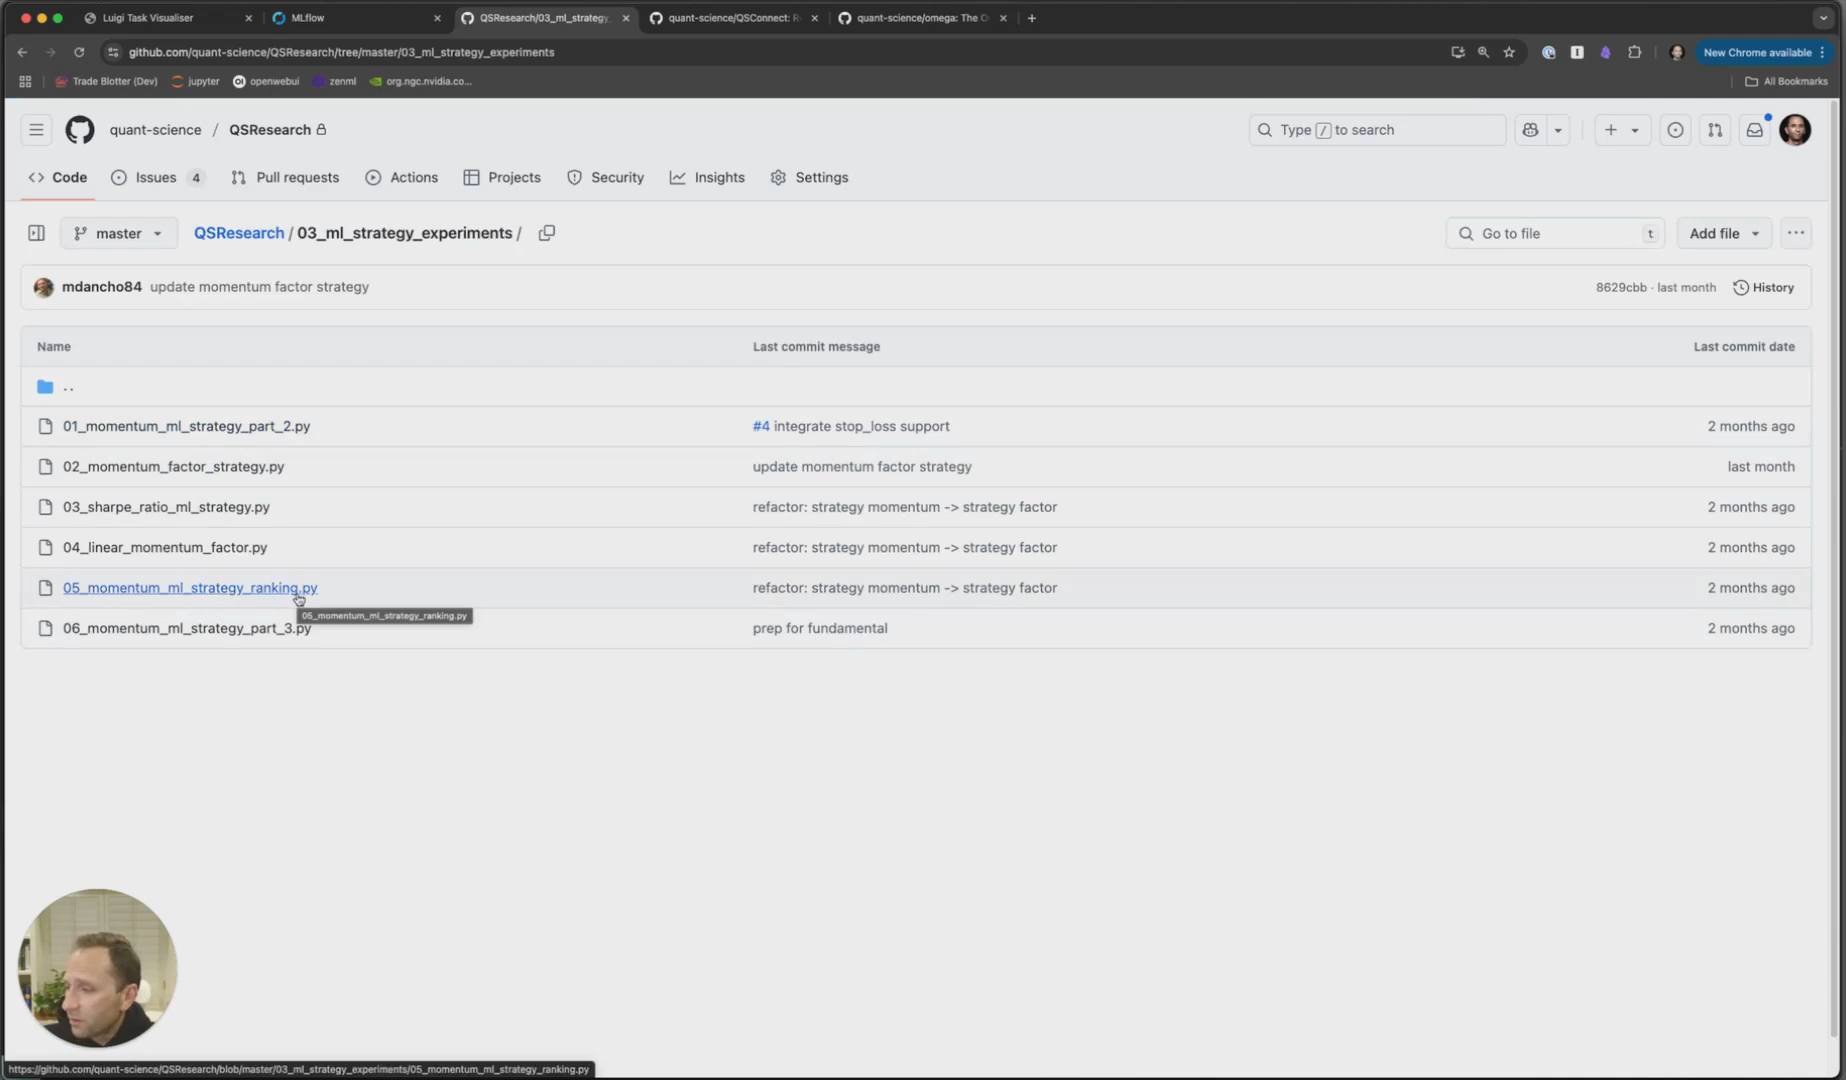 Luigi Task Visualiser
MLflow
QSResearch/03_ml_strategy_
quant-science/QSConnect: R
quant-science/omega: The O
github.com/quant-science/QSResearch/tree/master/03_ml_strategy_experiments
New Chrome available
Trade Blotter (Dev)
jupyter
openwebui
zenml
org.ngc.nvidia.co...
All Bookmarks
quant-science / QSResearch
Type / to search
Code
Issues 4
Pull requests
Actions
Projects
Security
Insights
Settings
master
QSResearch / 03_ml_strategy_experiments /
Go to file t
Add file
mdancho84 update momentum factor strategy
8629cbb · last month
History
Name Last commit message Last commit date
..
01_momentum_ml_strategy_part_2.py #4 integrate stop_loss support 2 months ago
02_momentum_factor_strategy.py update momentum factor strategy last month
03_sharpe_ratio_ml_strategy.py refactor: strategy momentum -> strategy factor 2 months ago
04_linear_momentum_factor.py refactor: strategy momentum -> strategy factor 2 months ago
05_momentum_ml_strategy_ranking.py refactor: strategy momentum -> strategy factor 2 months ago
05_momentum_ml_strategy_ranking.py
06_momentum_ml_strategy_part_3.py prep for fundamental 2 months ago
https://github.com/quant-science/QSResearch/blob/master/03_ml_strategy_experiments/05_momentum_ml_strategy_ranking.py